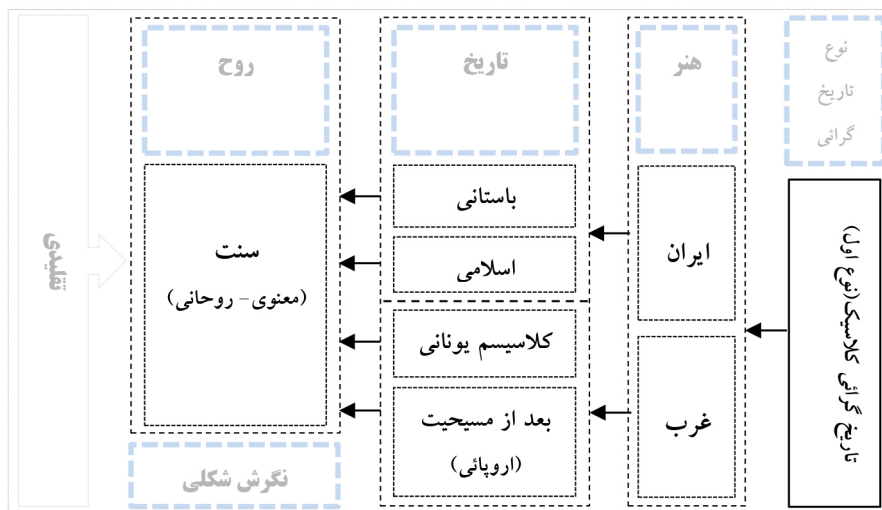 نوع
تاریخ
گرائی
هنر
تاریخ
روح
تاریخ گرائی کلاسیک(نوع اول)
ایران
غرب
باستانی
اسلامی
کلاسیسم یونانی
بعد از مسیحیت
(اروپائی)
سنت
(معنوی- روحانی)
نگرش شکلی
تقلیدی